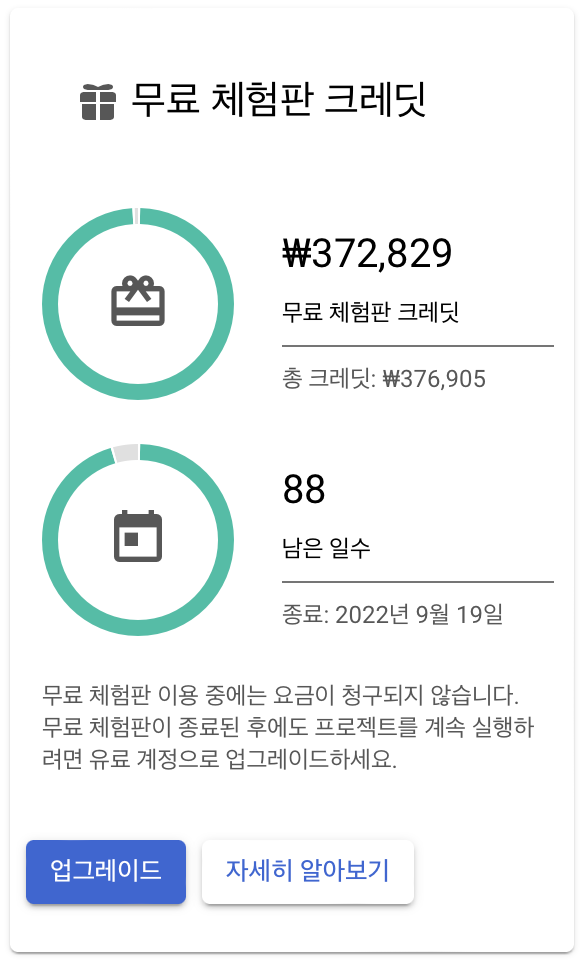 무료 체험판 크레딧
₩372,829
무료 체험판 크레딧
총 크레딧: ₩376,905
88
남은 일수
종료: 2022년 9월 19일
무료 체험판 이용 중에는 요금이 청구되지 않습니다.
무료 체험판이 종료된 후에도 프로젝트를 계속 실행하
려면 유료 계정으로 업그레이드하세요.
업그레이드
자세히 알아보기